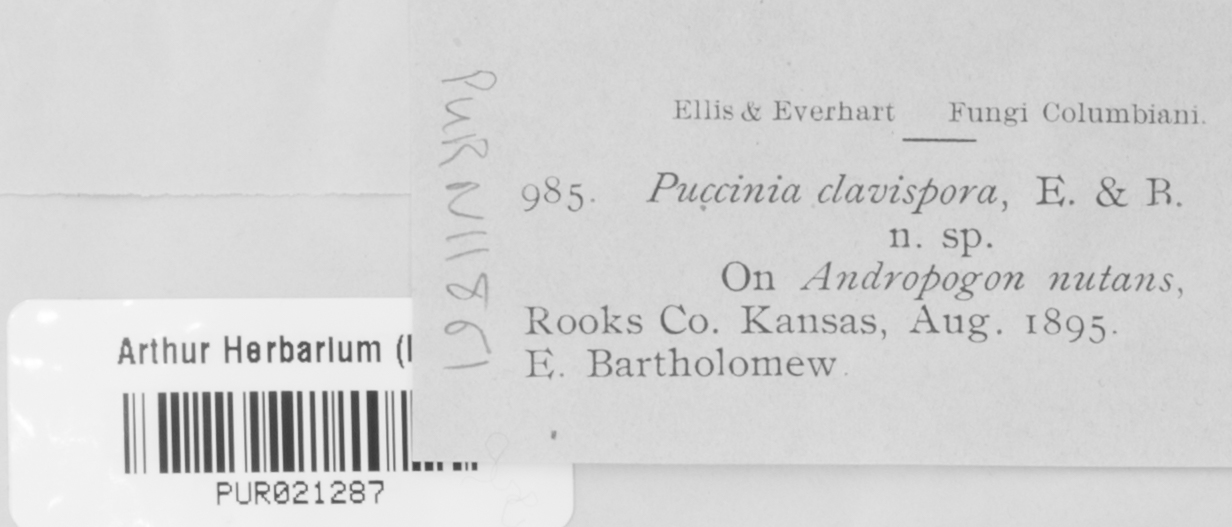 Ellis & Everhart Fungi Columbiani.
985. Puccinia clavispora, E. & B.
n. sp.
On Andropogon nutans,
Rooks Co. Kansas, Aug. 1895.
E. Bartholomew.
PUR N11861
Arthur Herbarium (
PUR021287